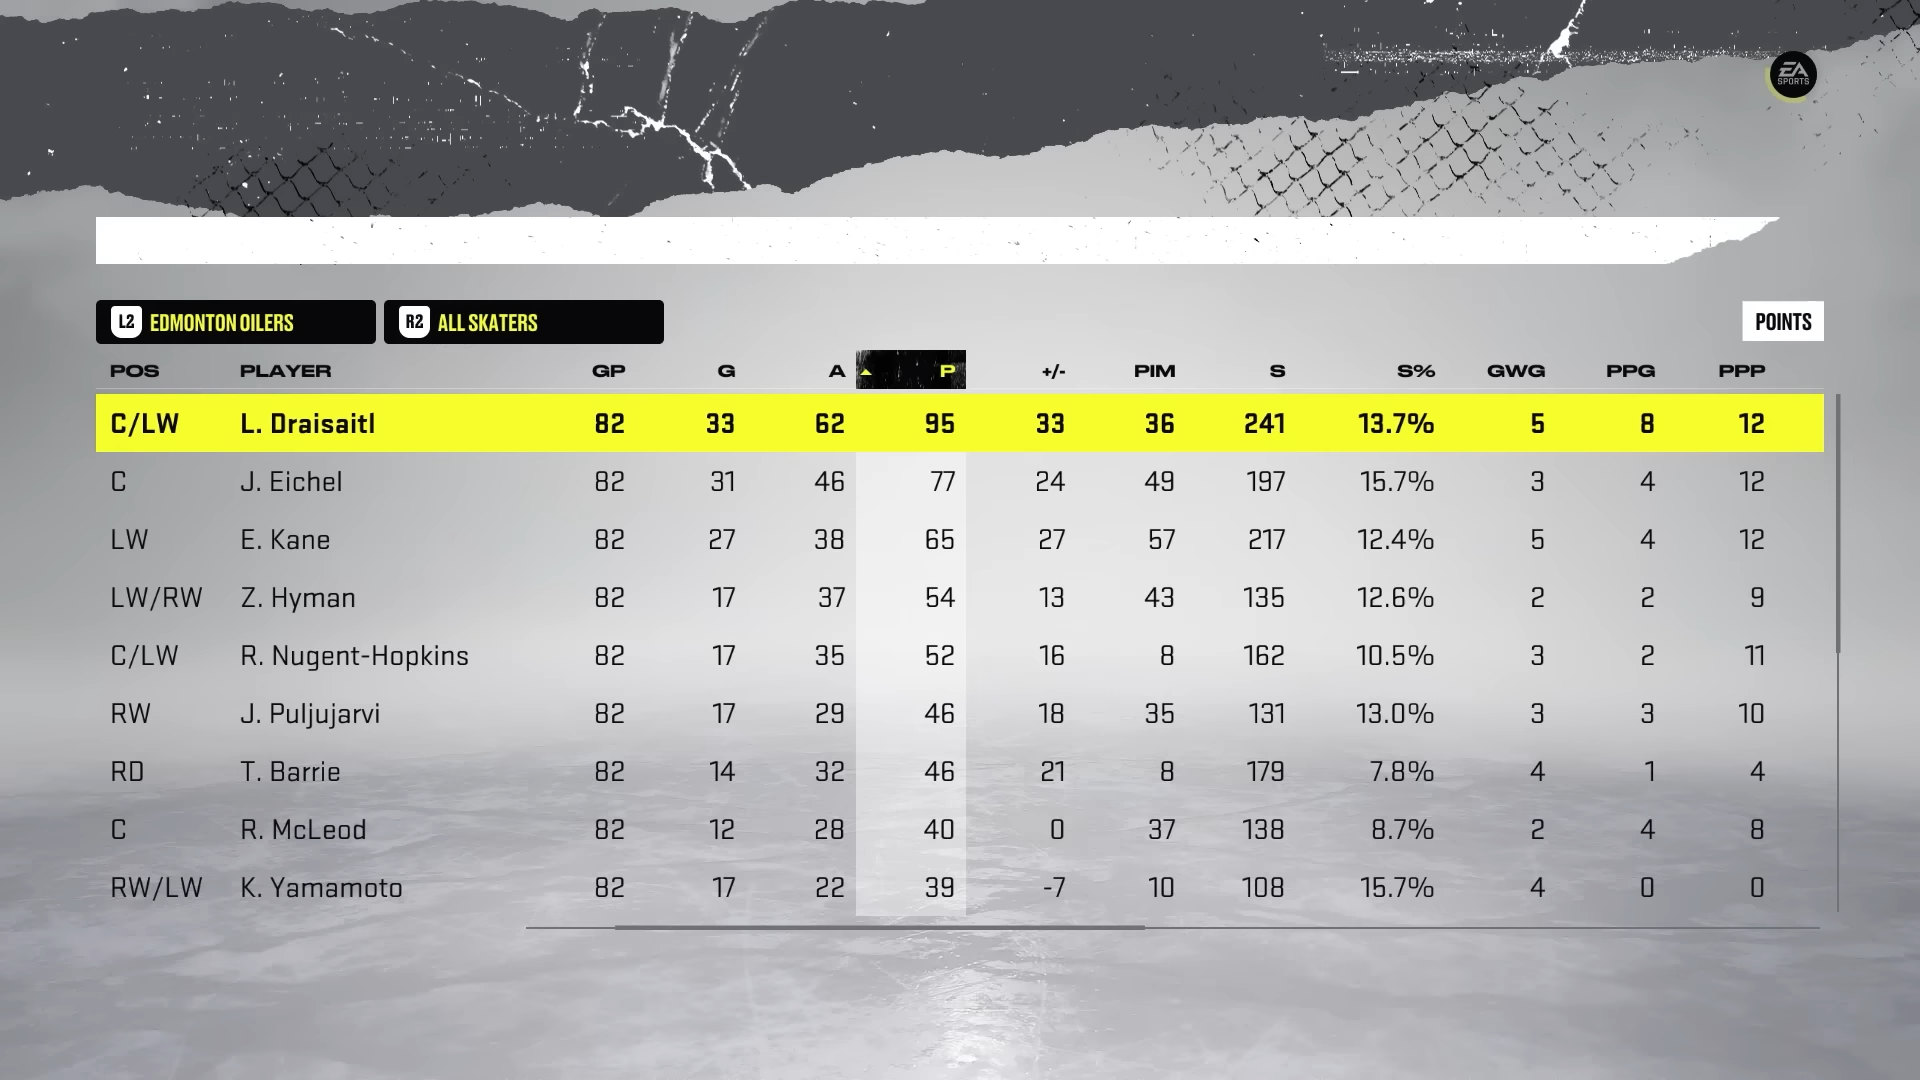 EA SPORTS
L2 EDMONTON OILERS R2 ALL SKATERS POINTS
POS PLAYER GP G A P +/- PIM S S% GWG PPG PPP
C/LW L. Draisaitl 82 33 62 95 33 36 241 13.7% 5 8 12
C J. Eichel 82 31 46 77 24 49 197 15.7% 3 4 12
LW E. Kane 82 27 38 65 27 57 217 12.4% 5 4 12
LW/RW Z. Hyman 82 17 37 54 13 43 135 12.6% 2 2 9
C/LW R. Nugent-Hopkins 82 17 35 52 16 8 162 10.5% 3 2 11
RW J. Puljujarvi 82 17 29 46 18 35 131 13.0% 3 3 10
RD T. Barrie 82 14 32 46 21 8 179 7.8% 4 1 4
C R. McLeod 82 12 28 40 0 37 138 8.7% 2 4 8
RW/LW K. Yamamoto 82 17 22 39 -7 10 108 15.7% 4 0 0